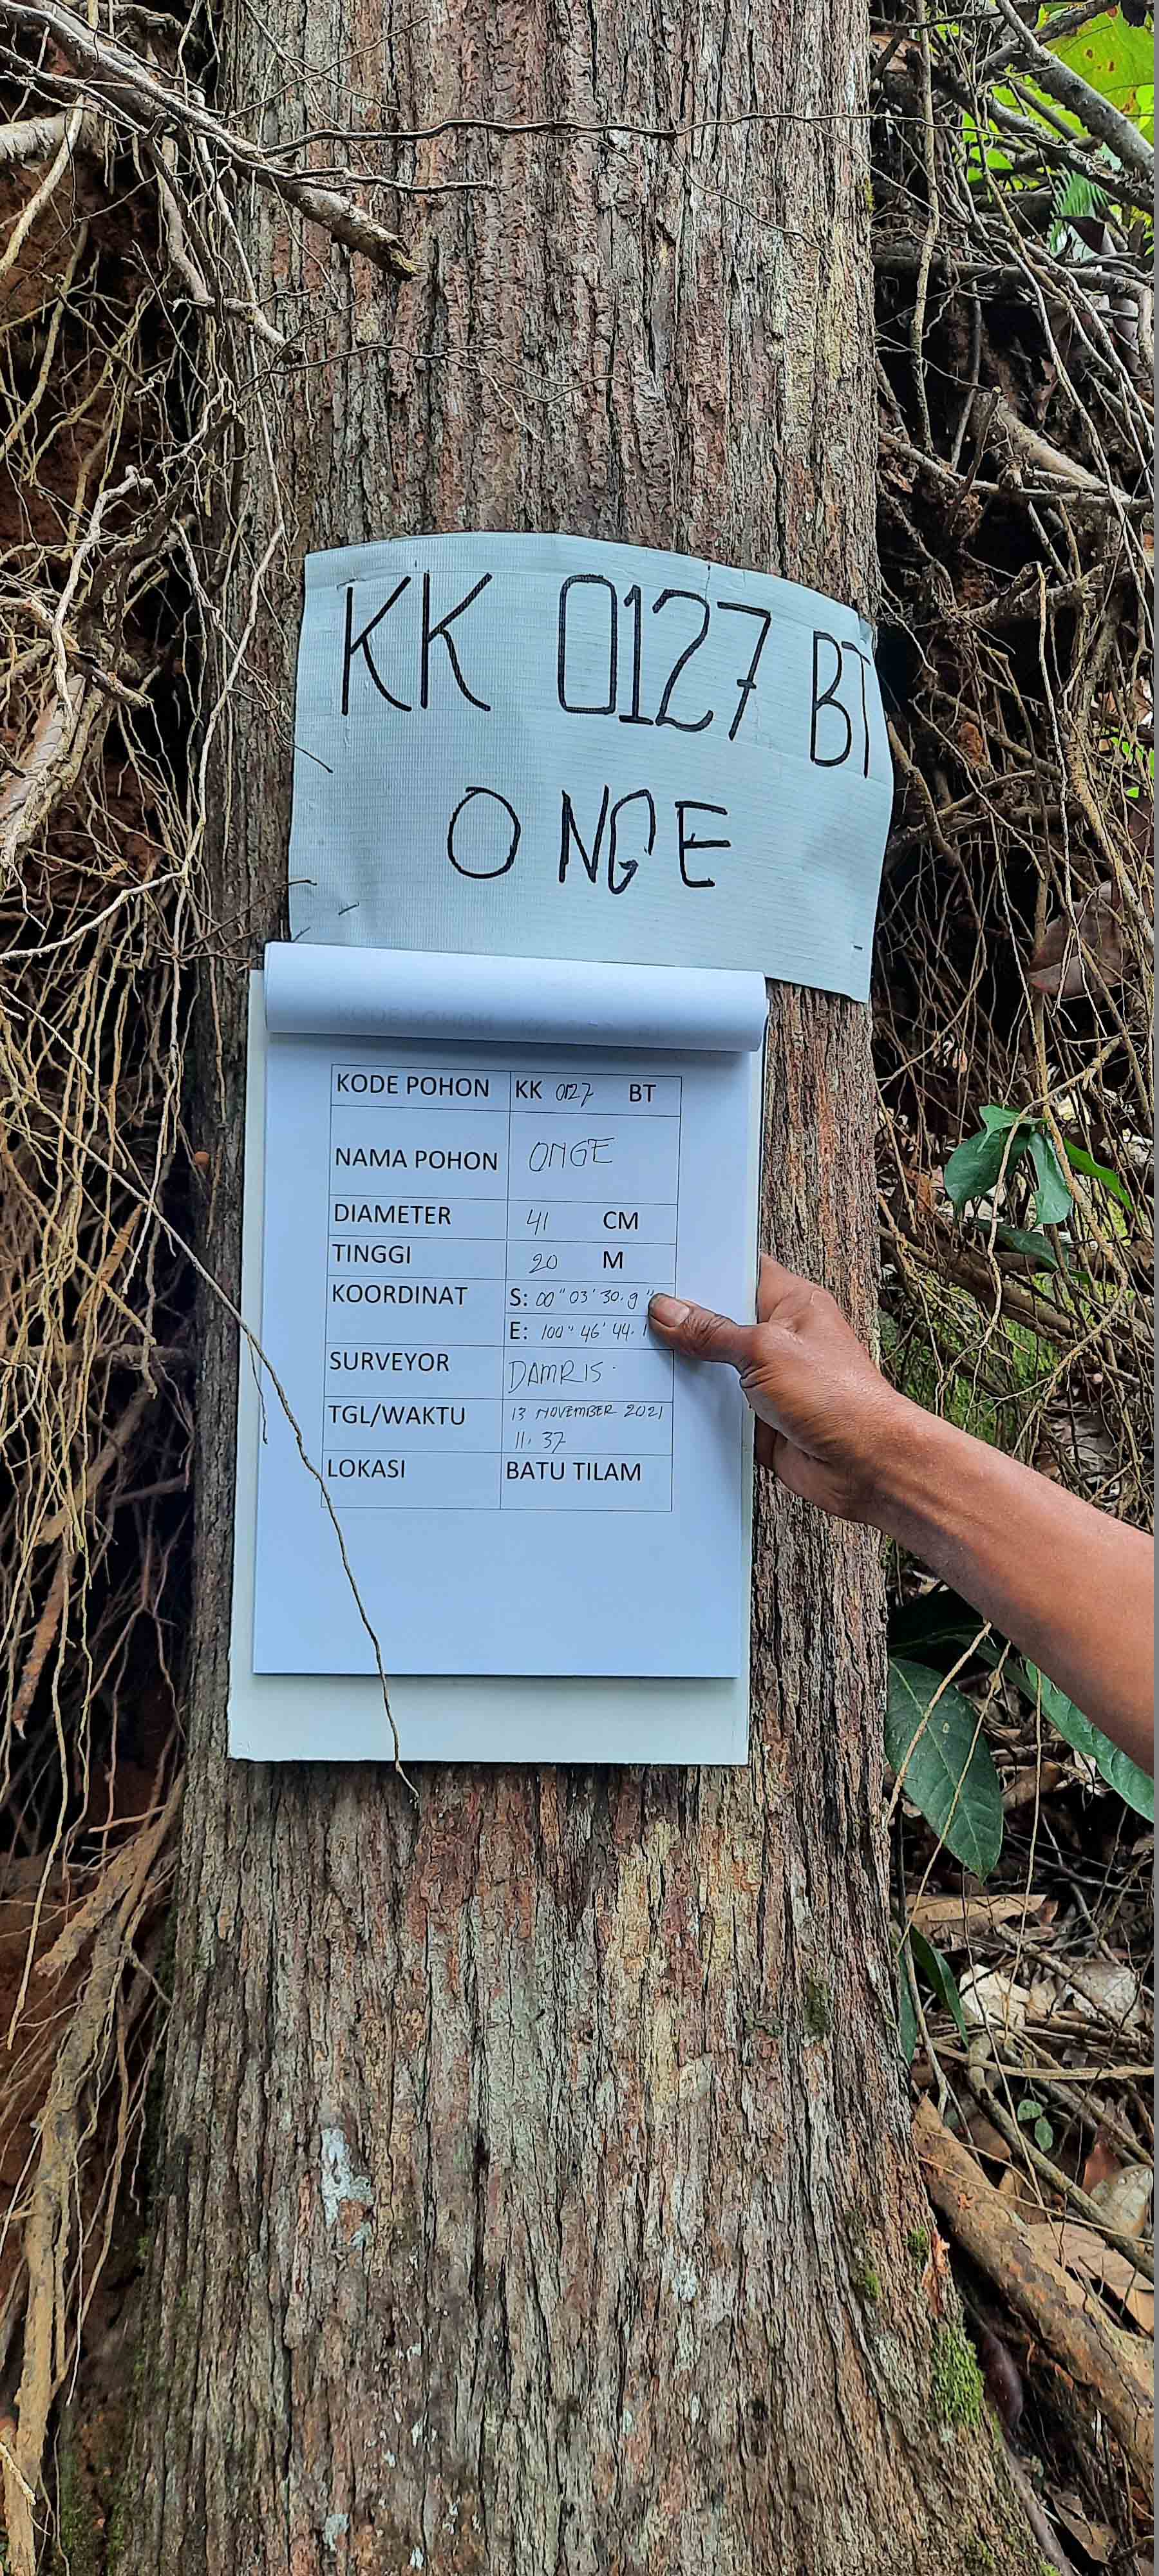 KK 0127 BT
ONGE
KODE POHON KK 0127 BT
NAMA POHON ONGE
DIAMETER 41 CM
TINGGI 20 M
KOORDINAT S: 00" 03' 30.9"
E: 100" 46' 44.
SURVEYOR DAMRIS.
TGL/WAKTU 13 NOVEMBER 2021
11.37
LOKASI BATU TILAM